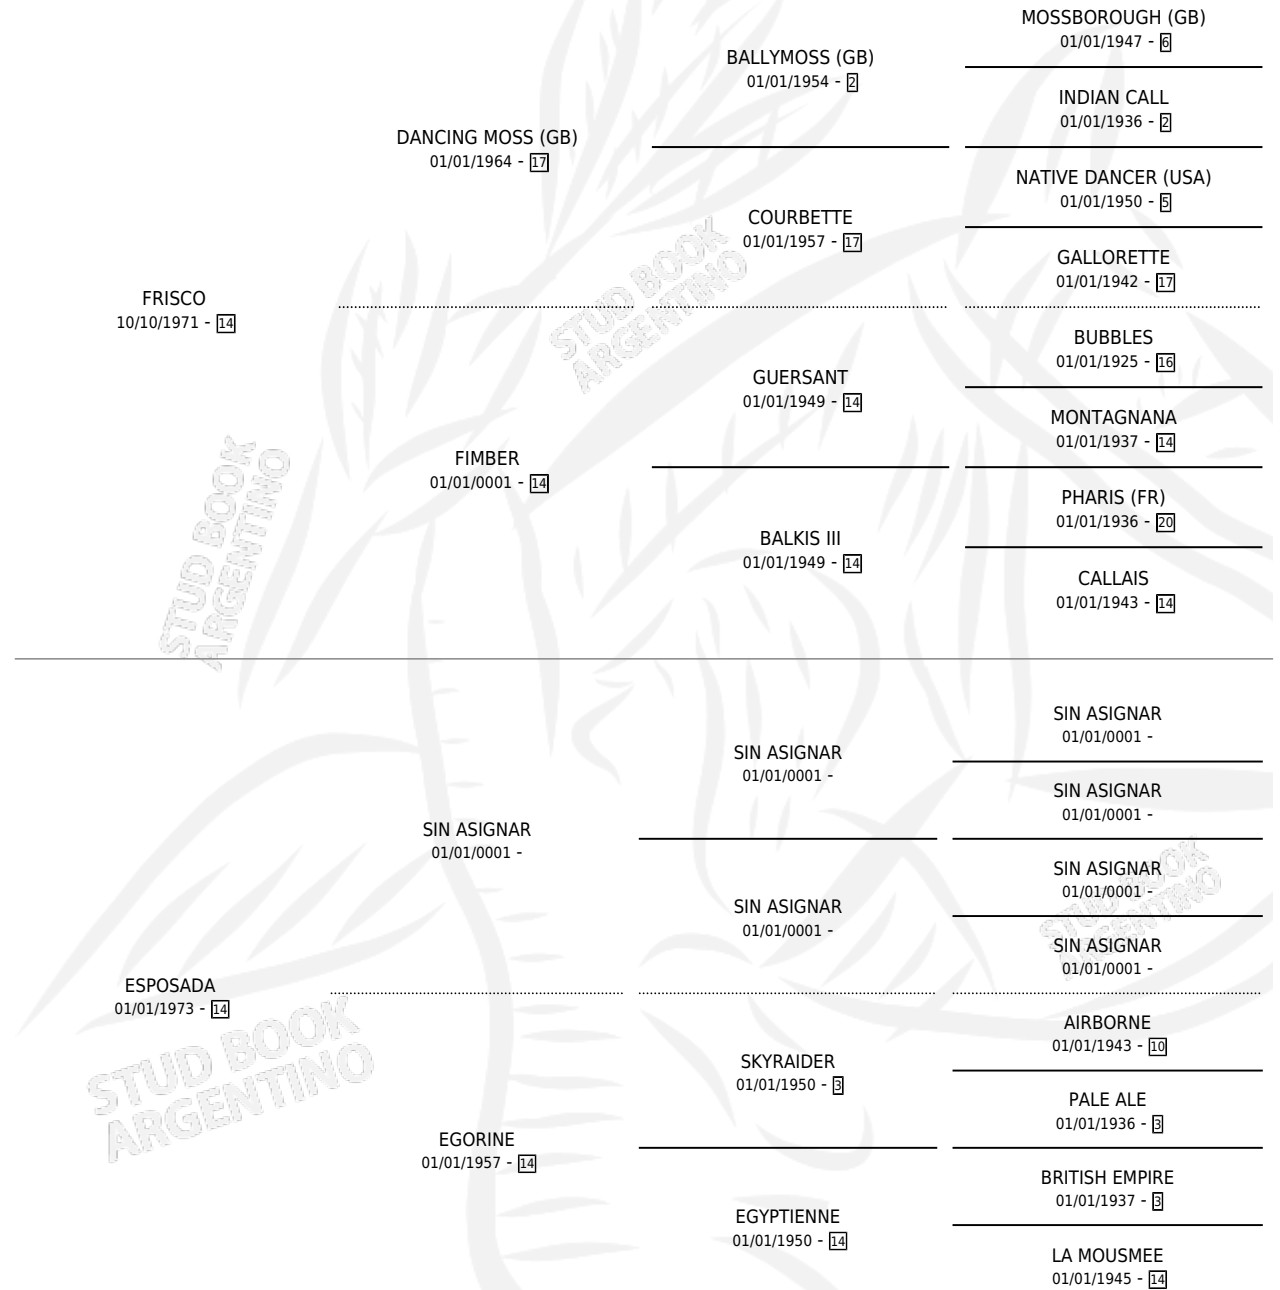 MOSSBOROUGH (GB)
01/01/1947 - 6
BALLYMOSS (GB)
01/01/1954 - 2
INDIAN CALL
01/01/1936 - 2
DANCING MOSS (GB)
01/01/1964 - 17
NATIVE DANCER (USA)
01/01/1950 - 5
COURBETTE
01/01/1957 - 17
GALLORETTE
01/01/1942 - 17
FRISCO
10/10/1971 - 14
BUBBLES
01/01/1925 - 16
GUERSANT
01/01/1949 - 14
MONTAGNANA
01/01/1937 - 14
FIMBER
01/01/0001 - 14
PHARIS (FR)
01/01/1936 - 20
BALKIS III
01/01/1949 - 14
CALLAIS
01/01/1943 - 14
STUD BOOK
ARGENTINO
STUD BOOK
ARGENTINO
SIN ASIGNAR
01/01/0001 -
SIN ASIGNAR
01/01/0001 -
SIN ASIGNAR
01/01/0001 -
SIN ASIGNAR
01/01/0001 -
SIN ASIGNAR
01/01/0001 -
SIN ASIGNAR
01/01/0001 -
SIN ASIGNAR
01/01/0001 -
ESPOSADA
01/01/1973 - 14
AIRBORNE
01/01/1943 - 10
SKYRAIDER
01/01/1950 - 3
PALE ALE
01/01/1936 - 3
EGORINE
01/01/1957 - 14
BRITISH EMPIRE
01/01/1937 - 3
EGYPTIENNE
01/01/1950 - 14
LA MOUSMEE
01/01/1945 - 14
STUD BOOK
ARGENTINO
STUD BOOK
ARGENTINO